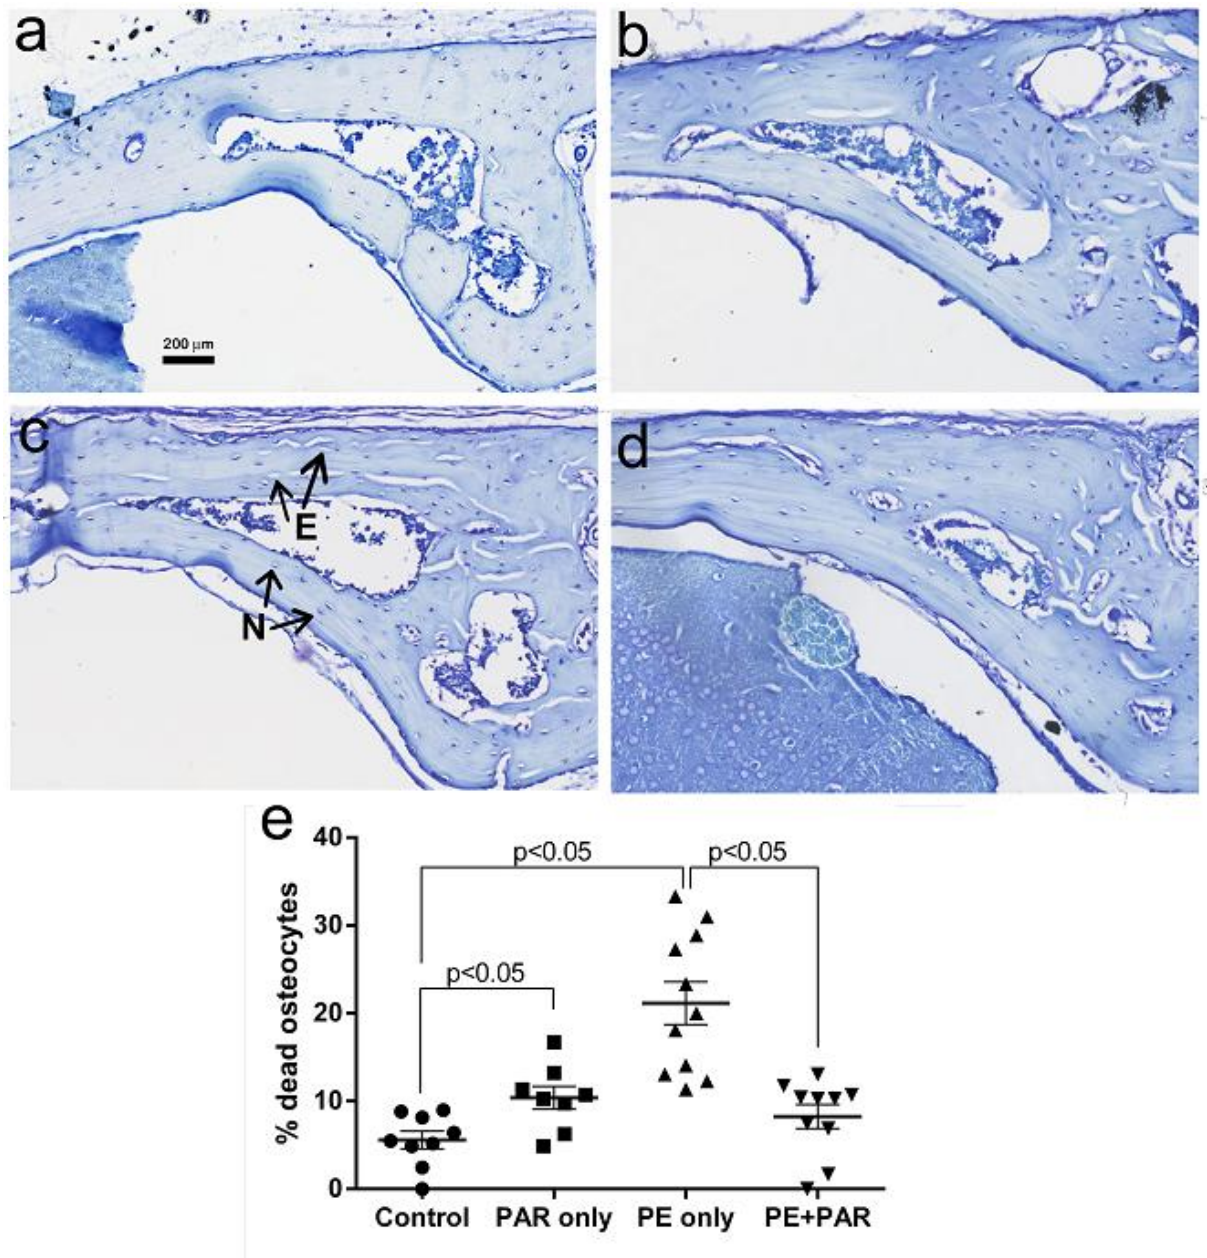 a
b
200 µm
c
E
N
d
e
40
30
20
10
0
% dead osteocytes
p<0.05
p<0.05
p<0.05
Control
PAR only
PE only
PE+PAR